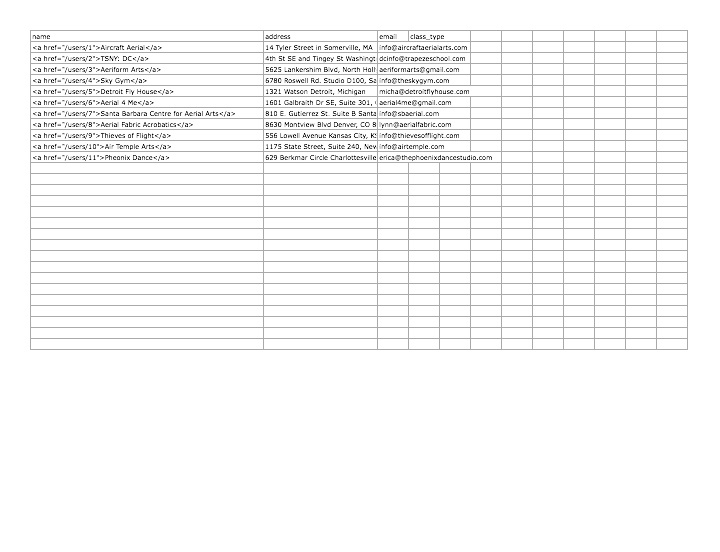 name address email class_type
<a href="/users/1">Aircraft Aerial</a> 14 Tyler Street in Somerville, MA info@aircraftaerialarts.com
<a href="/users/2">TSNY: DC</a> 4th St SE and Tingey St Washingt dcinfo@trapezeschool.com
<a href="/users/3">Aeriform Arts</a> 5625 Lankershim Blvd, North Holl aeriformarts@gmail.com
<a href="/users/4">Sky Gym</a> 6780 Roswell Rd. Studio D100, Sa info@theskygym.com
<a href="/users/5">Detroit Fly House</a> 1321 Watson Detroit, Michigan micha@detroitflyhouse.com
<a href="/users/6">Aerial 4 Me</a> 1601 Galbraith Dr SE, Suite 301, aerial4me@gmail.com
<a href="/users/7">Santa Barbara Centre for Aerial Arts</a> 810 E. Gutierrez St. Suite B Santa info@sbaerial.com
<a href="/users/8">Aerial Fabric Acrobatics</a> 8630 Montview Blvd Denver, CO 8 lynn@aerialfabric.com
<a href="/users/9">Thieves of Flight</a> 556 Lowell Avenue Kansas City, KS info@thievesofflight.com
<a href="/users/10">Air Temple Arts</a> 1175 State Street, Suite 240, New info@airtemple.com
<a href="/users/11">Pheonix Dance</a> 629 Berkmar Circle Charlottesville erica@thephoenixdancestudio.com